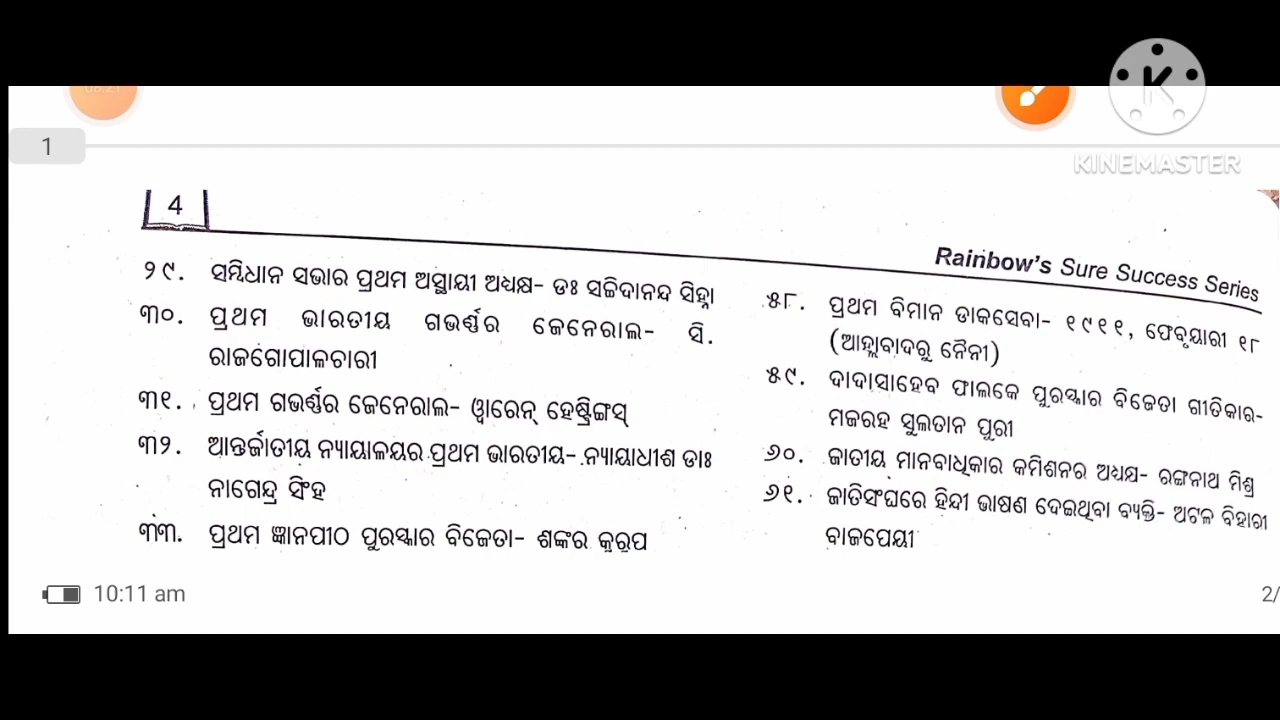 08:21
KINEMASTER
1
4
Rainbow's Sure Success Series
୨୯. ସମ୍ବିଧାନ ସଭାର ପ୍ରଥମ ଅସ୍ଥାୟୀ ଅଧ୍ୟକ୍ଷ- ଡଃ ସଚ୍ଚିଦାନନ୍ଦ ସିହ୍ନା
୩୦. ପ୍ରଥମ ଭାରତୀୟ ଗଭର୍ଣ୍ଣର ଜେନେରାଲ- ସି.
ରାଜଗୋପାଳଚାରୀ
୩୧. ପ୍ରଥମ ଗଭର୍ଣ୍ଣର ଜେନେରାଲ- ୱାରେନ୍ ହେଷ୍ଟିଙ୍ଗସ୍
୩୨. ଆନ୍ତର୍ଜାତୀୟ ନ୍ୟାୟାଳୟର ପ୍ରଥମ ଭାରତୀୟ- ନ୍ୟାୟାଧୀଶ ଡାଃ
ନାଗେନ୍ଦ୍ର ସିଂହ
୩୩. ପ୍ରଥମ ଜ୍ଞାନପୀଠ ପୁରସ୍କାର ବିଜେତା- ଶଙ୍କର କୁରୁପ
୫୮. ପ୍ରଥମ ବିମାନ ଡାକସେବା- ୧୯୧୧, ଫେବୃୟାରୀ ୧୮
(ଆହ୍ଲାବାଦରୁ ନୈନୀ)
୫୯. ଦାଦାସାହେବ ଫାଲକେ ପୁରସ୍କାର ବିଜେତା ଗୀତିକାର-
ମଜରହ ସୁଲତାନ ପୁରୀ
୬୦. ଜାତୀୟ ମାନବାଧିକାର କମିଶନର ଅଧ୍ୟକ୍ଷ- ରଙ୍ଗନାଥ ମିଶ୍ର
୬୧. ଜାତିସଂଘରେ ହିନ୍ଦୀ ଭାଷଣ ଦେଇଥିବା ବ୍ୟକ୍ତି- ଅଟଳ ବିହାରୀ
ବାଜପେୟୀ
10:11 am
2/